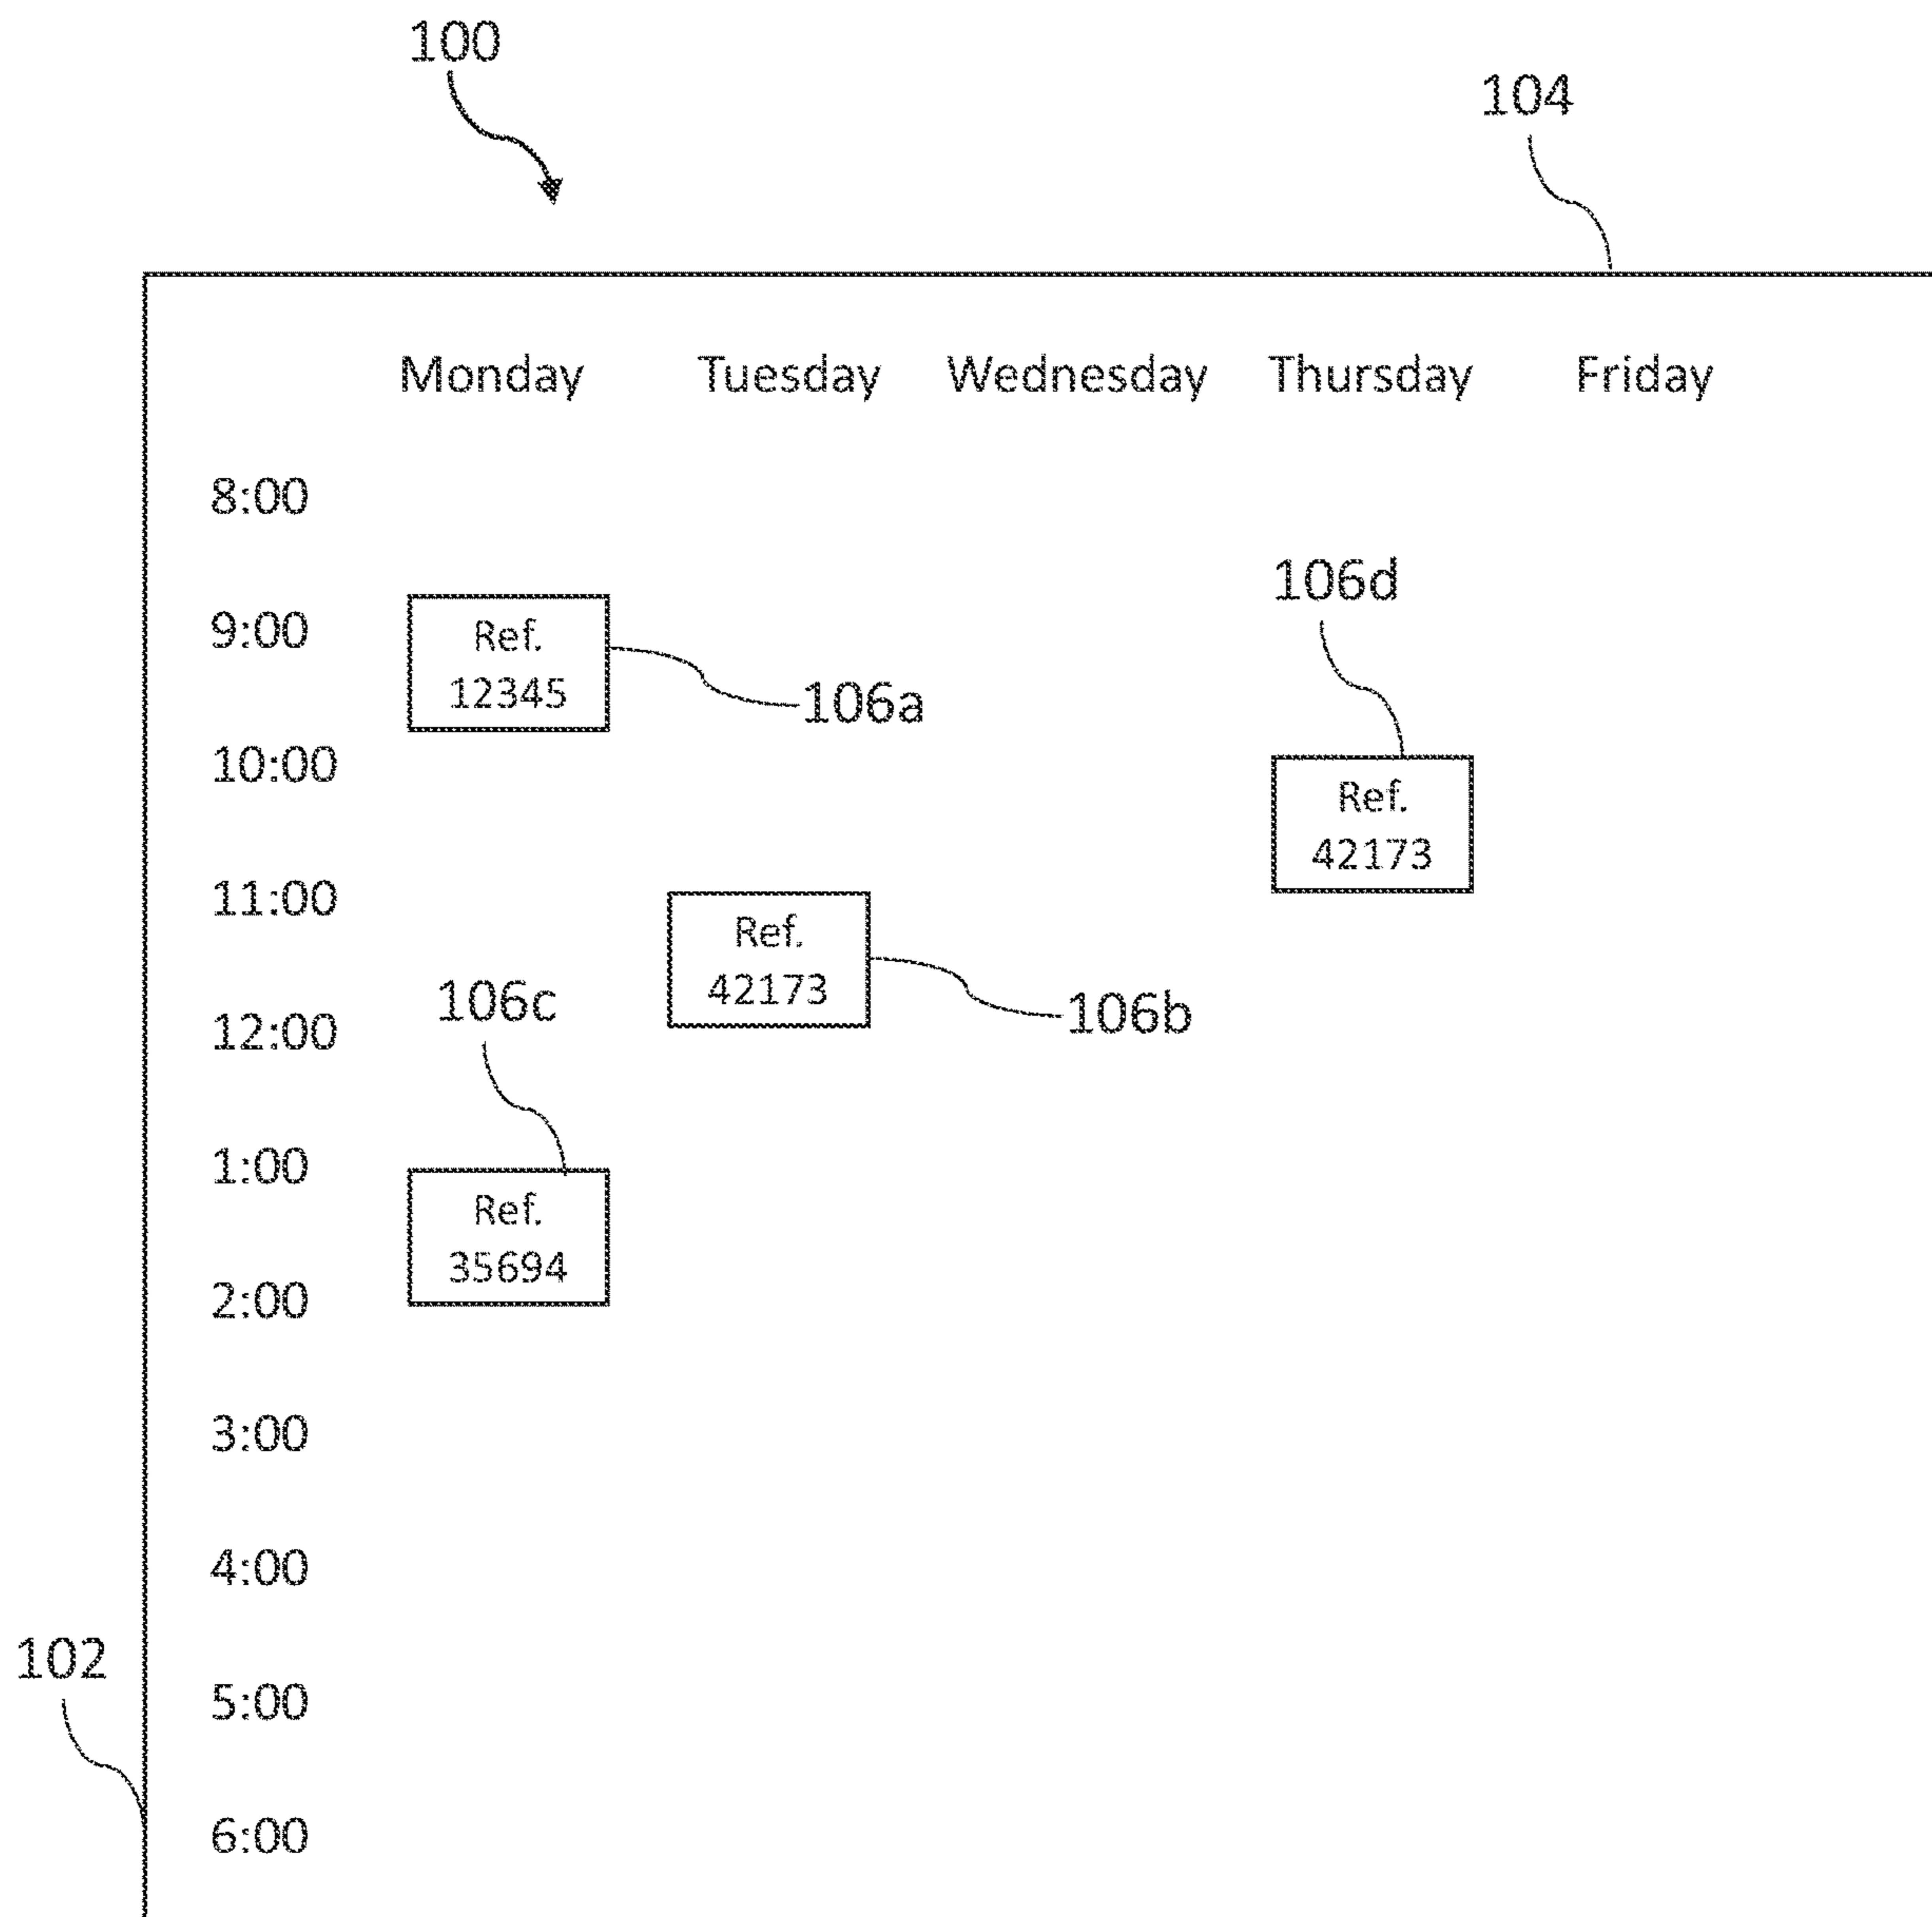 100
104
Monday Tuesday Wednesday Thursday Friday
8:00
106d
9:00
Ref.
12345
106a
10:00
Ref.
42173
11:00
Ref.
42173
106c
106b
12:00
1:00
Ref.
35694
2:00
3:00
4:00
102
5:00
6:00